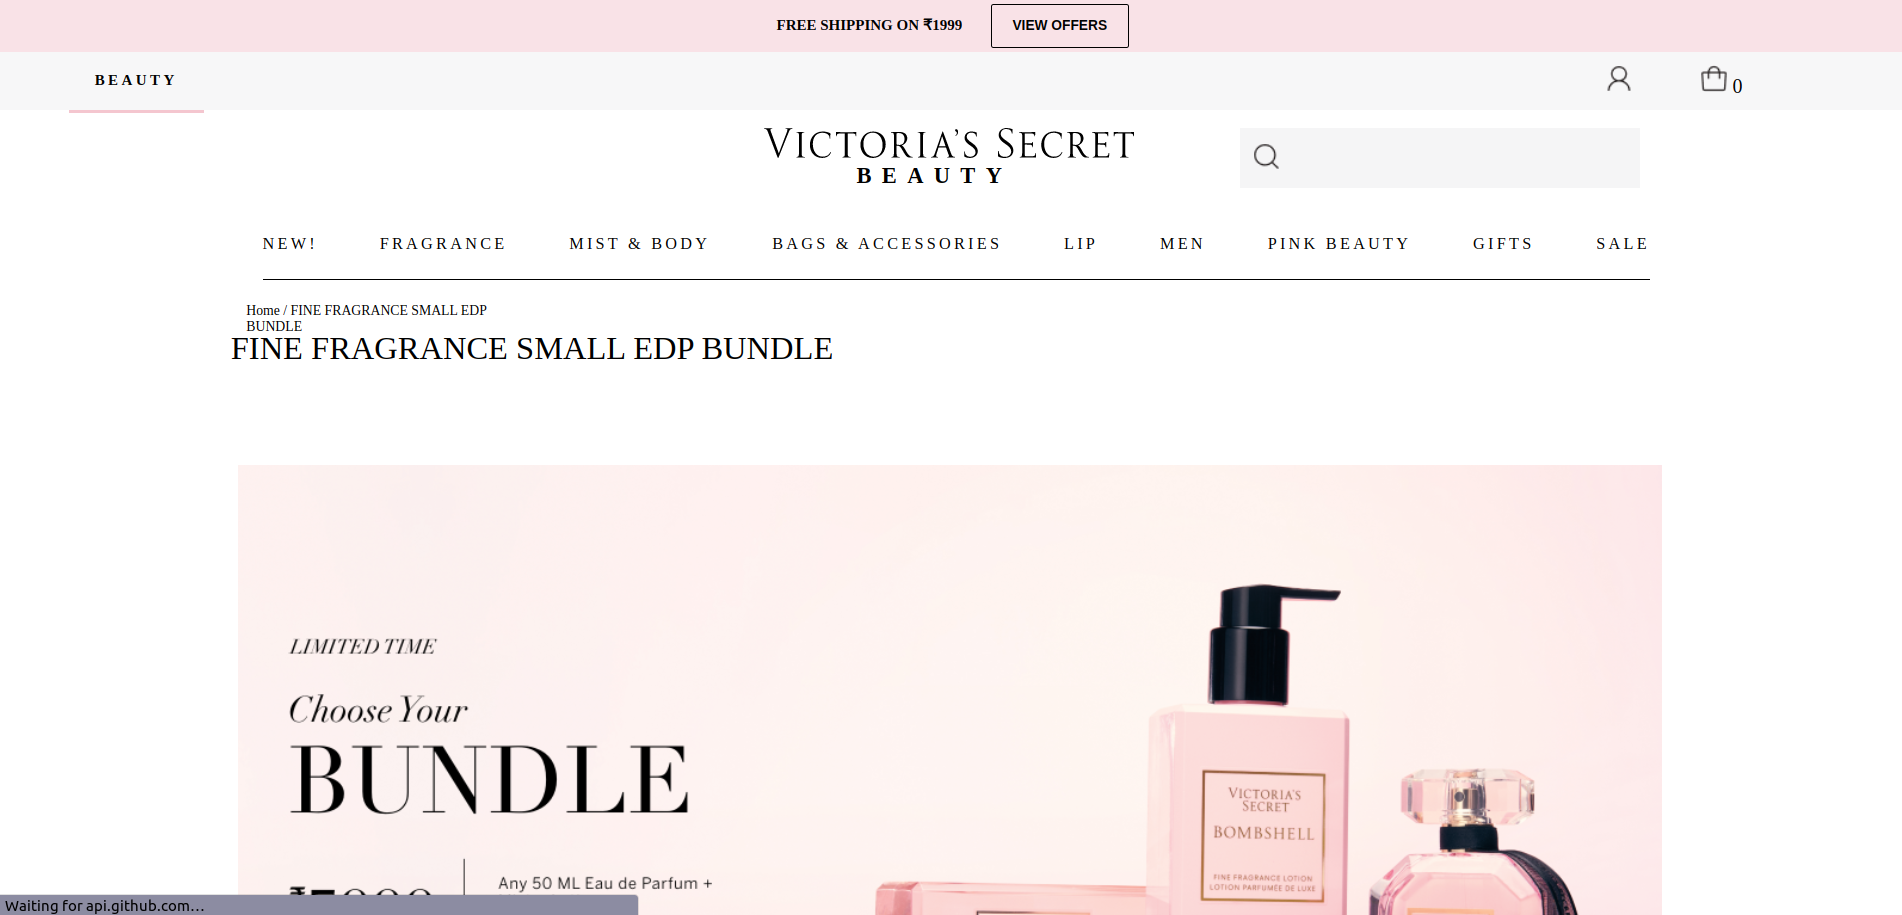 FREE SHIPPING ON ₹1999 VIEW OFFERS
BEAUTY
0
VICTORIA'S SECRET
BEAUTY
NEW! FRAGRANCE MIST & BODY BAGS & ACCESSORIES LIP MEN PINK BEAUTY GIFTS SALE
Home / FINE FRAGRANCE SMALL EDP
BUNDLE
FINE FRAGRANCE SMALL EDP BUNDLE
LIMITED TIME
Choose Your
BUNDLE
Any 50 ML Eau de Parfum +
VICTORIA'S
SECRET
BOMBSHELL
FINE FRAGRANCE LOTION
LOTION PARFUMÉE DE LUXE
Waiting for api.github.com...